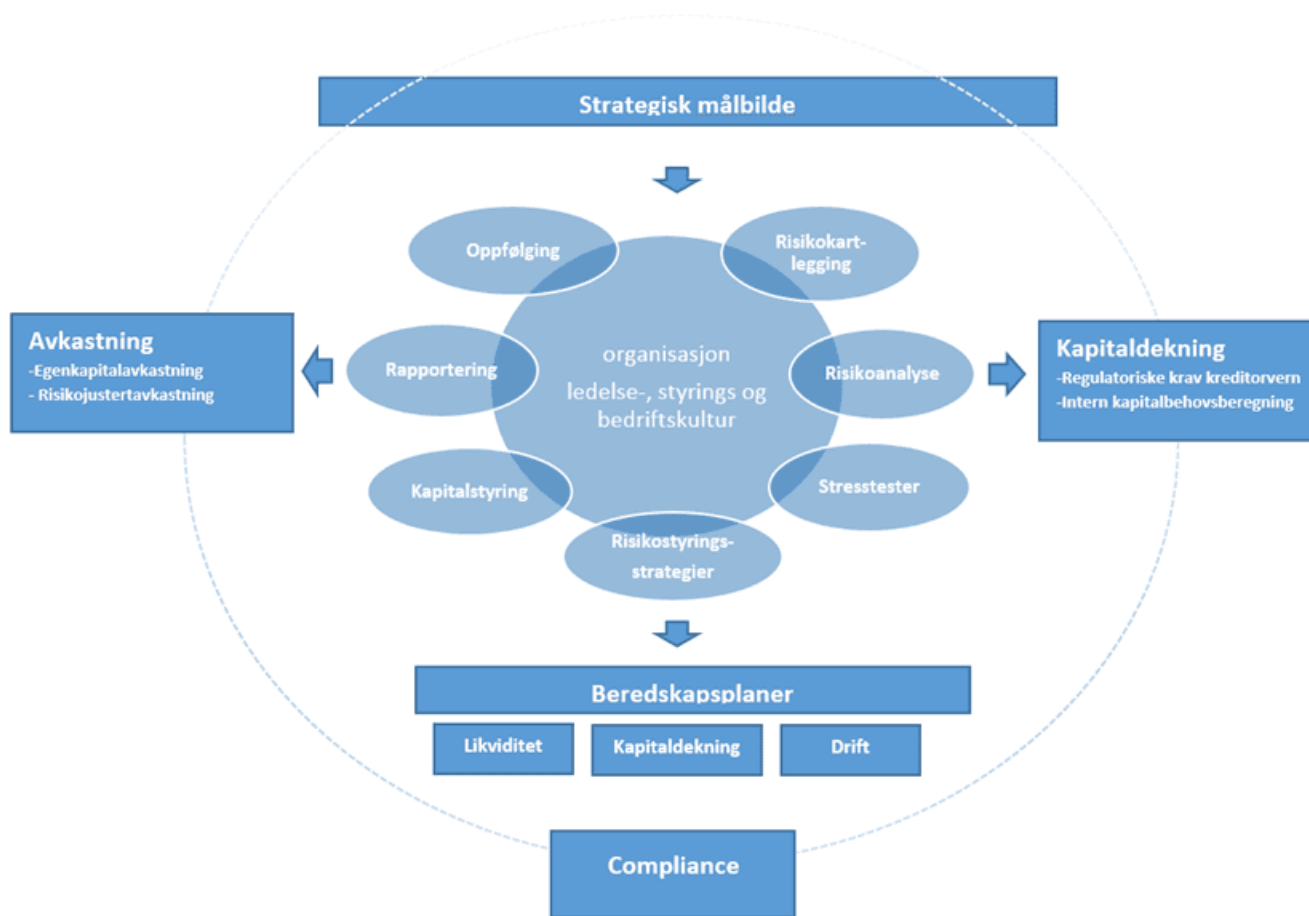 Strategisk målbilde
Oppfølging
Risikokart-
legging
Avkastning
-Egenkapitalavkastning
- Risikojustertavkastning
Rapportering
organisasjon
ledelse-, styrings og
bedriftskultur
Risikoanalyse
Kapitaldekning
-Regulatoriske krav kreditorvern
-Intern kapitalbehovsberegning
Kapitalstyring
Stresstester
Risikostyrings-
strategier
Beredskapsplaner
Likviditet
Kapitaldekning
Drift
Compliance